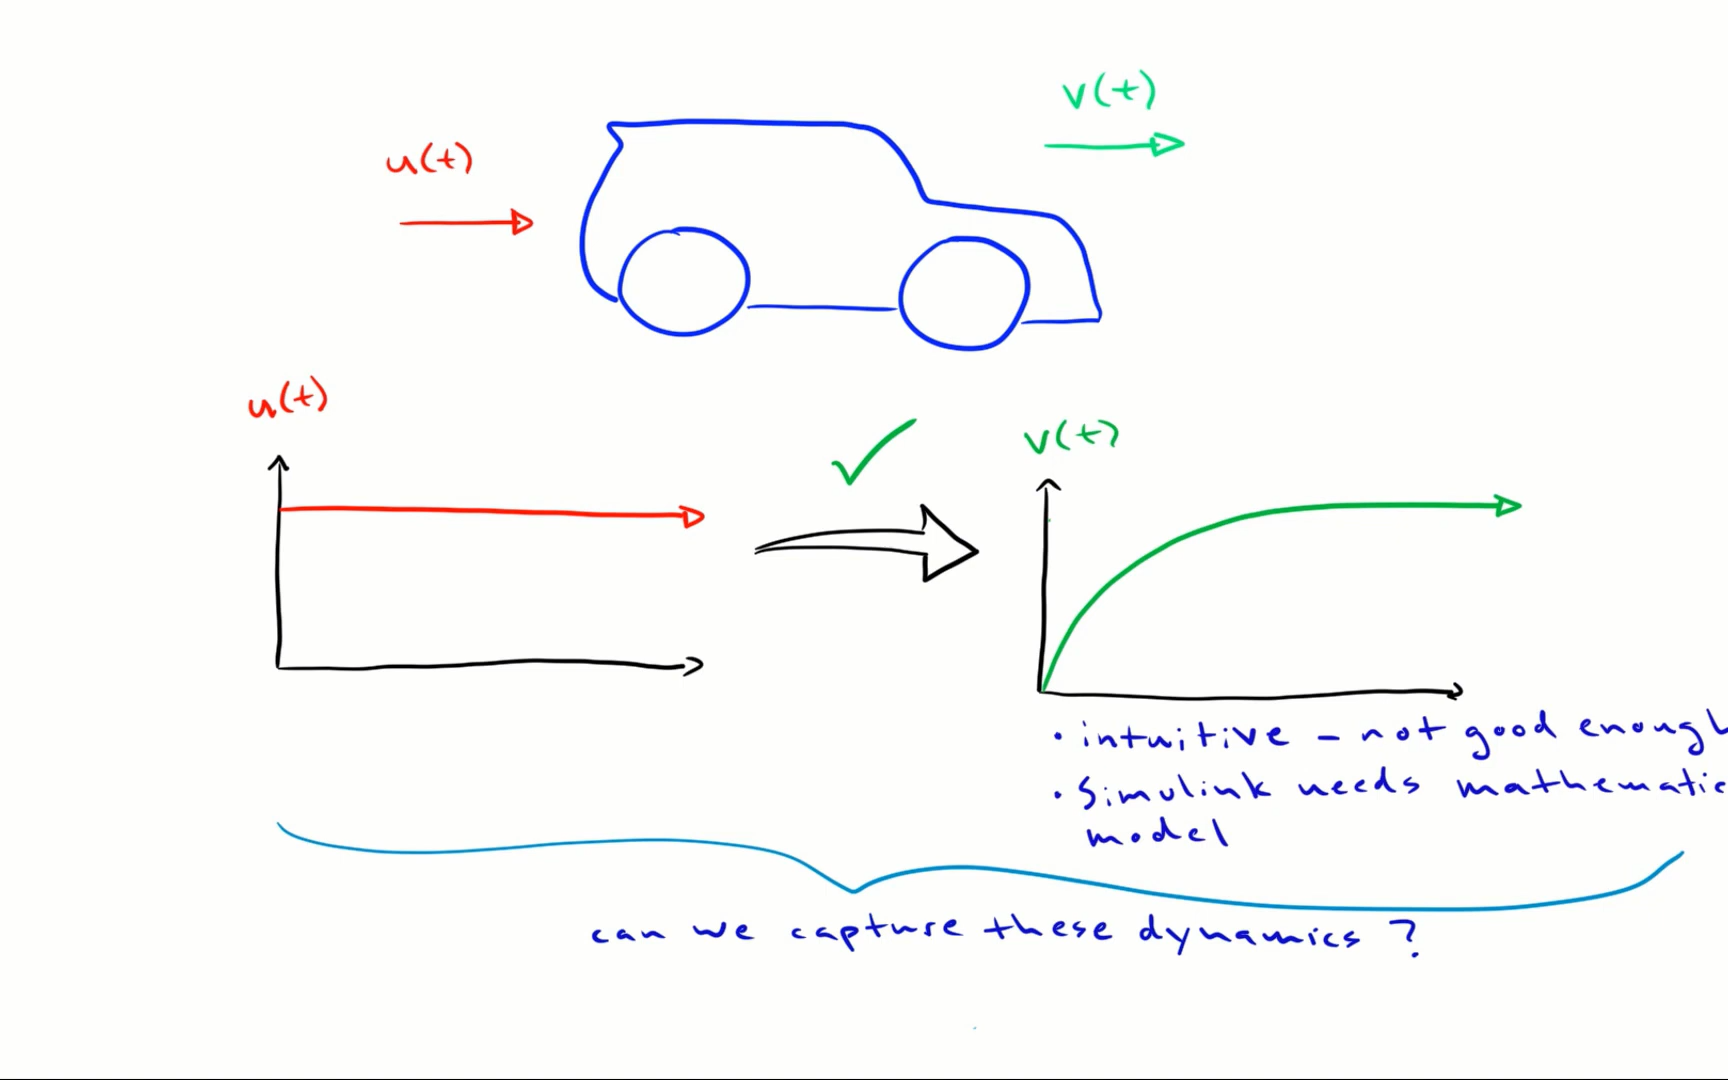 v(t)
u(t)
u(t)
v(t)
• intuitive – not good enough
• Simulink needs mathematic
model
can we capture these dynamics ?